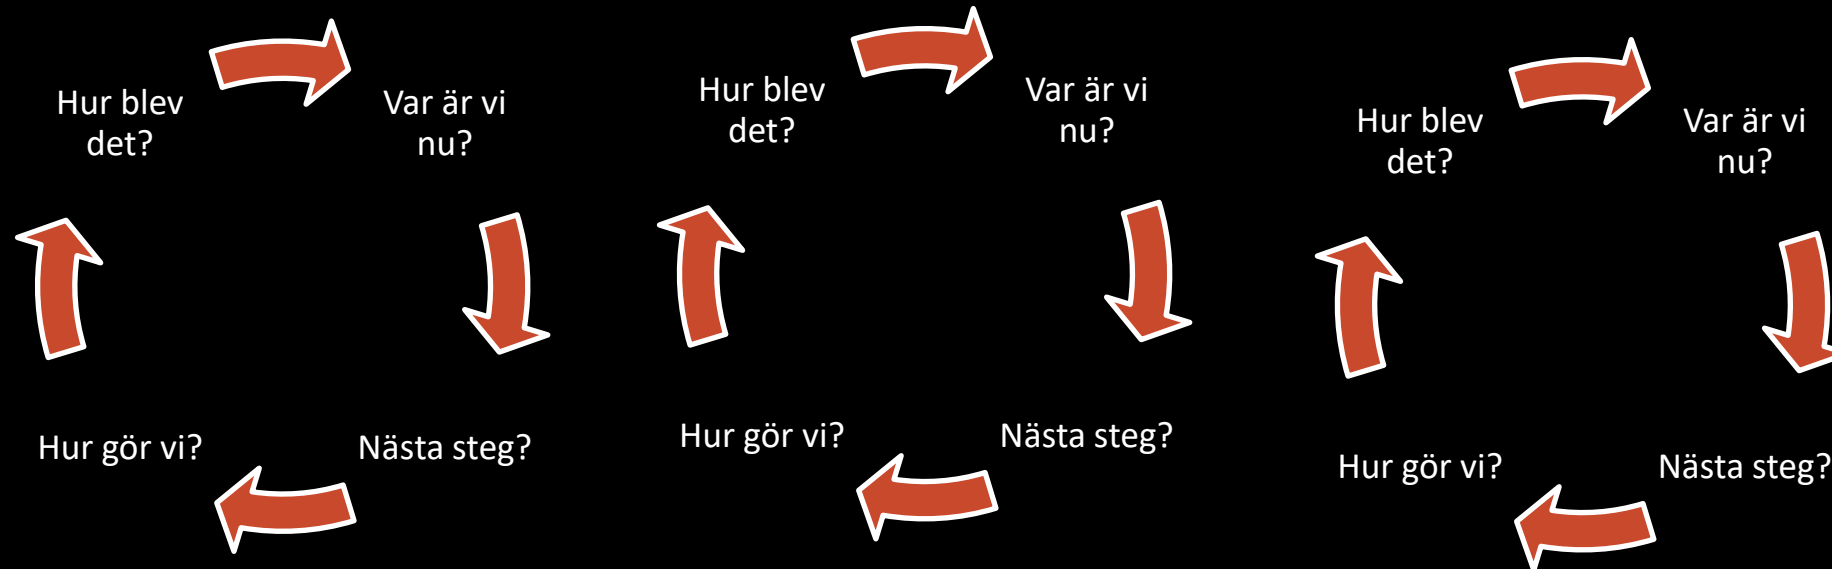 Hur blev
det?
Var är vi
nu?
Nästa steg?
Hur gör vi?
Hur blev
det?
Var är vi
nu?
Nästa steg?
Hur gör vi?
Hur blev
det?
Var är vi
nu?
Nästa steg?
Hur gör vi?